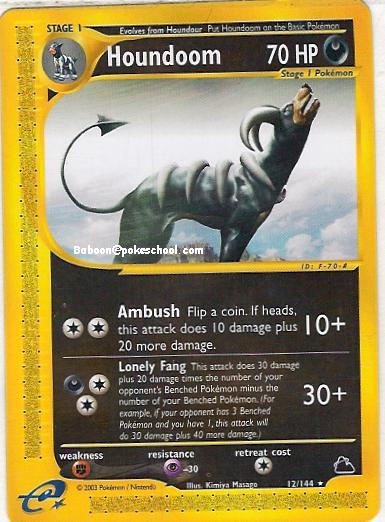 STAGE 1
Evolves from Houndour Put Houndoom on the Basic Pokémon
Houndoom 70 HP
Stage 1 Pokémon
Baboon@pokeschool.com
ID: F-70-#
Ambush Flip a coin. If heads,
this attack does 10 damage plus 10+
20 more damage.
Lonely Fang This attack does 30 damage
plus 20 damage times the number of your
opponent's Benched Pokémon minus the
number of your Benched Pokémon. (For 30+
example, if your opponent has 3 Benched
Pokémon and you have 1, this attack will
do 30 damage plus 40 more damage.)
weakness resistance retreat cost
-30
© 2003 Pokémon / Nintendo Illus. Kimiya Masago 12/144 ★
e